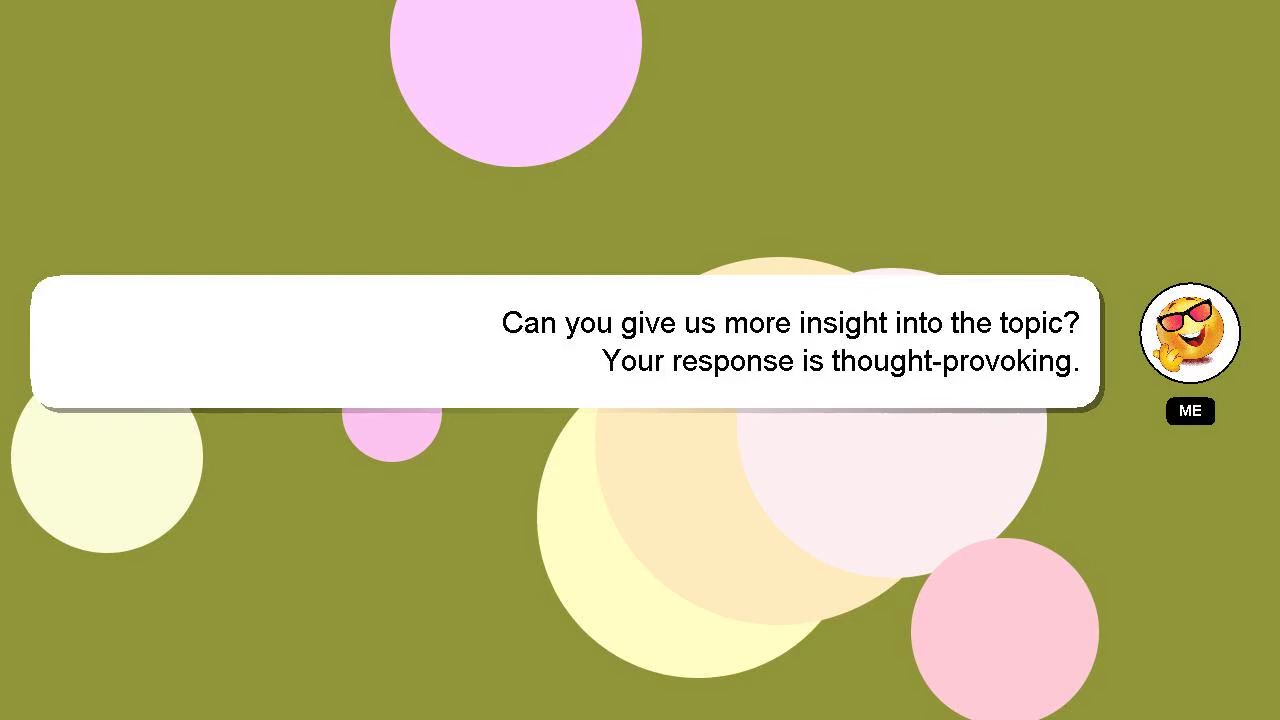 Can you give us more insight into the topic?
Your response is thought-provoking.
ME